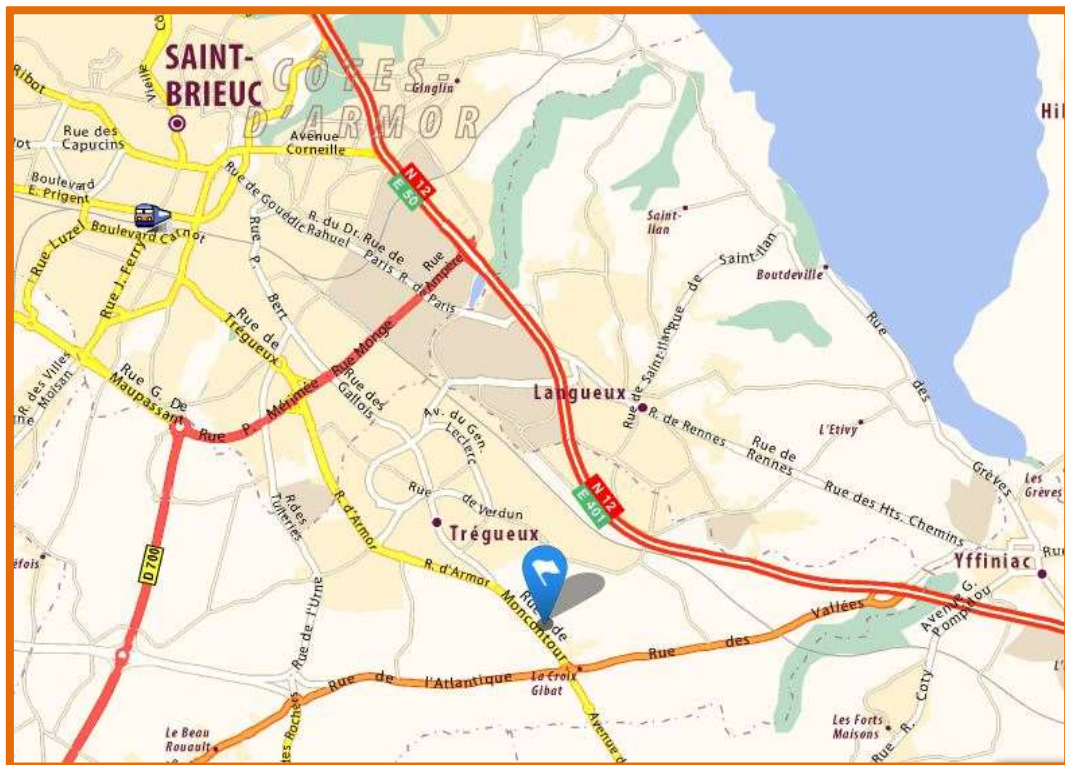 SAINT-
BRIEUC
CÔTES-
D'ARMOR
Ginglin
Ribot
Vieille
Rue des
Capucins
Avenue
Corneille
N 12
E 50
Boulevard
E. Prigent
Boulevard Carnot
Rue de Gouédic
R. du Dr. Rahuel
Rue de
Paris
R. de Paris
Rue
Ampère
Rue Luzel
Rue J. Ferry
Rue P. Bert
Saint-
Ilan
Rue de Saint-Ilan
Boutdeville
Hil
Rue de
Trégueux
Rue Monge
Rue P. Mérimée
Rue des
Gallois
R. des Villes
Moisan
Rue G. De
Maupassant
Langueux
Rue de Saint-Ilan
R. de Rennes
Rue de
Rennes
L'Etivy
Rue des Grèves
Av. du Gen.
Leclerc
Rue de Verdun
N 12
E 401
Rue des Hts. Chemins
Les
Grèves
R. des
Tuileries
R. d'Armor
Trégueux
Yffiniac
Rue
D 700
éfois
R. d'Armor
Rue de
Moncontour
Rue de l'Urne
Avenue G.
Pompidou
Rue de l'Atlantique
Rue des Vallées
La Croix
Gibat
Le Beau
Rouault
des Rochers
Avenue d
Rue R. Coty
Les Forts
Maisons
L'